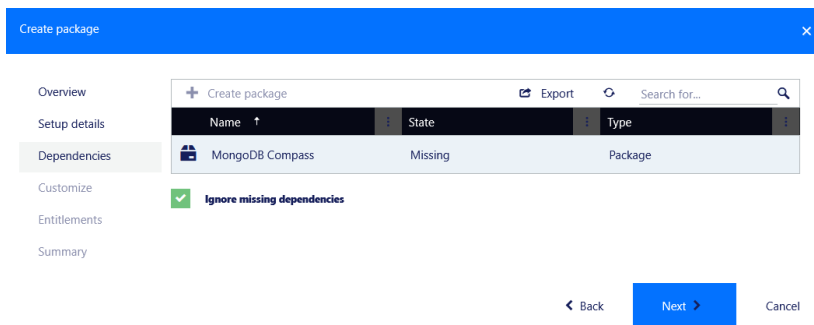 Create package
Overview
Setup details
Dependencies
Customize
Entitlements
Summary
Create package Export Search for...
Name State Type
MongoDB Compass Missing Package
Ignore missing dependencies
Back Next Cancel